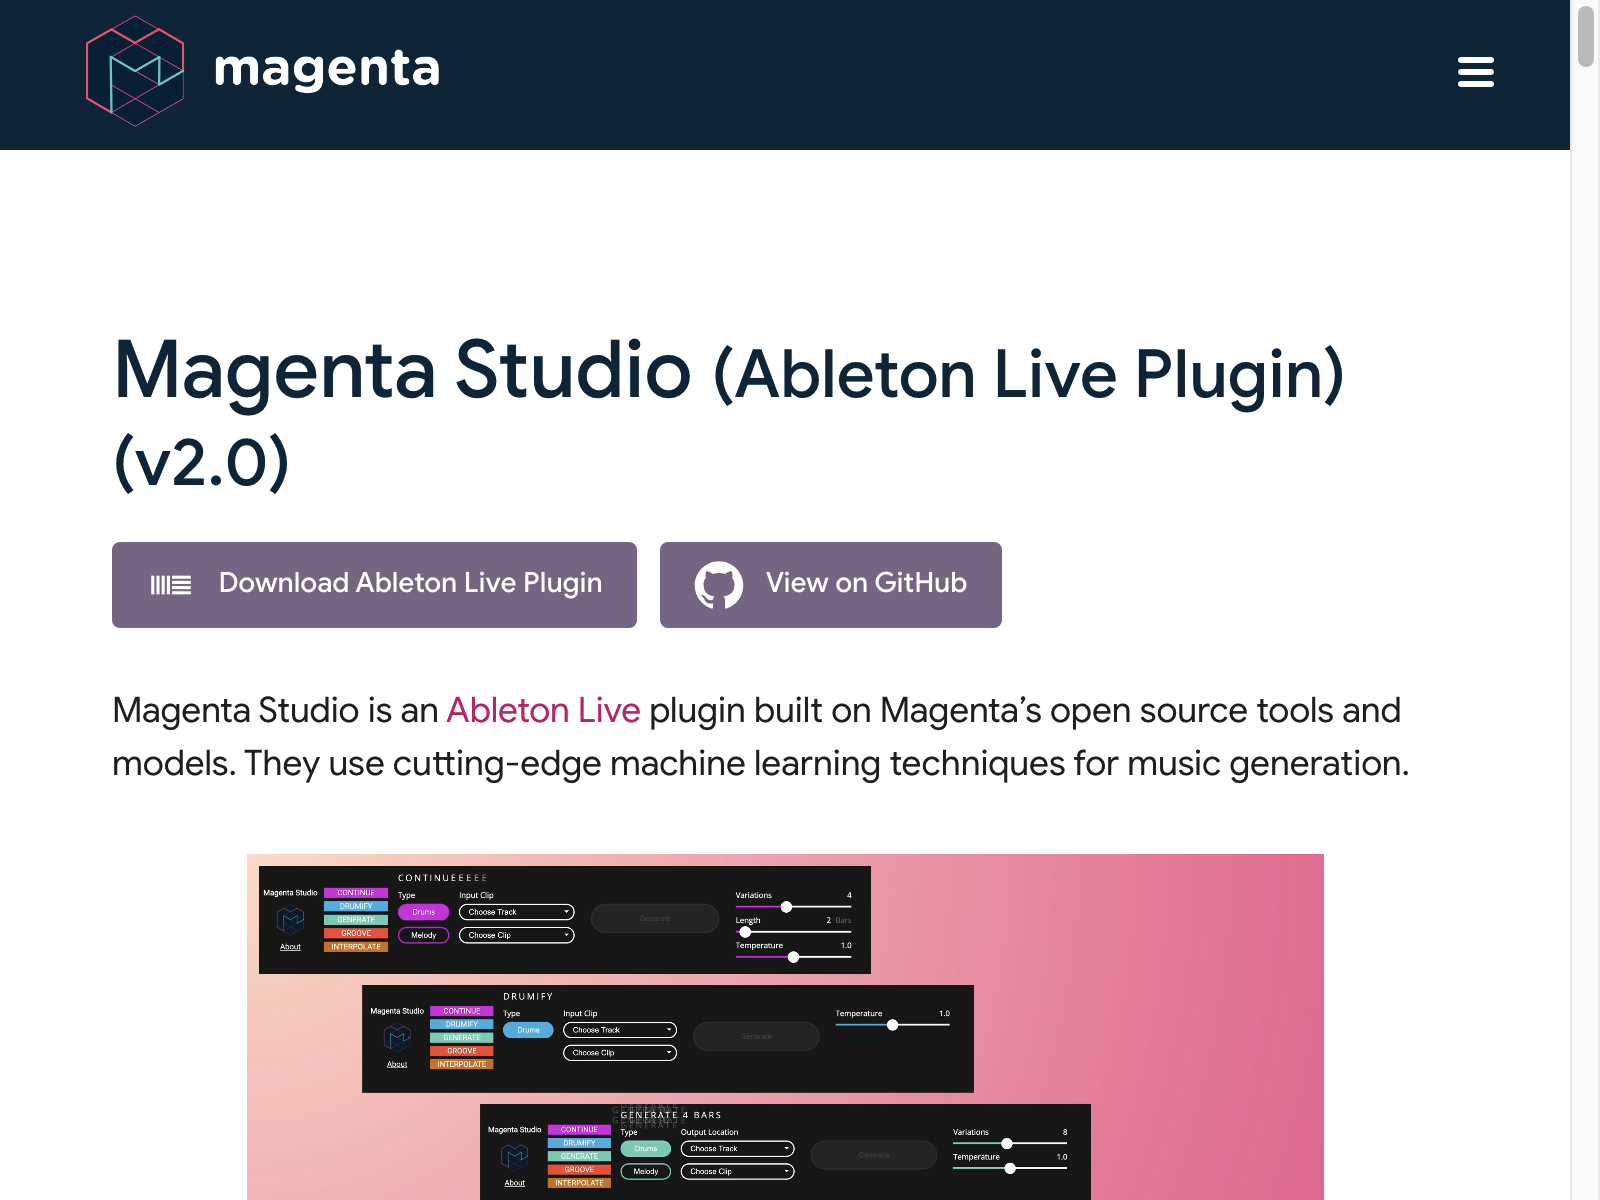 magenta
Magenta Studio (Ableton Live Plugin)
(v2.0)
Download Ableton Live Plugin
View on GitHub
Magenta Studio is an Ableton Live plugin built on Magenta’s open source tools and
models. They use cutting-edge machine learning techniques for music generation.
CONTINUEEEEE
Magenta Studio
About
CONTINUE
DRUMIFY
GENERATE
GROOVE
INTERPOLATE
Type
Drums
Melody
Input Clip
Choose Track
Choose Clip
Generate
Variations 4
Length 2 Bars
Temperature 1.0
DRUMIFY
Magenta Studio
About
CONTINUE
DRUMIFY
GENERATE
GROOVE
INTERPOLATE
Type
Drums
Input Clip
Choose Track
Choose Clip
Generate
Temperature 1.0
GENERATE 4 BARS
Magenta Studio
About
CONTINUE
DRUMIFY
GENERATE
GROOVE
INTERPOLATE
Type
Drums
Melody
Output Location
Choose Track
Choose Clip
Generate
Variations 8
Temperature 1.0